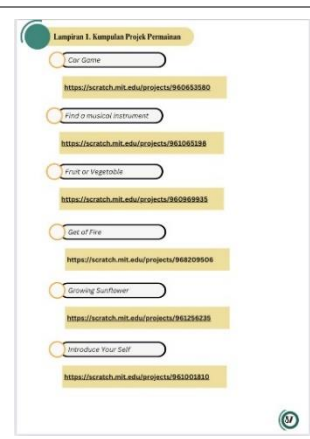 Lampiran 1. Kumpulan Projek Permainan
Car Game
https://scratch.mit.edu/projects/960653580
Find a musical instrument
https://scratch.mit.edu/projects/961065198
Fruit or Vegetable
https://scratch.mit.edu/projects/960969935
Get of Fire
https://scratch.mit.edu/projects/968209506
Growing Sunflower
https://scratch.mit.edu/projects/961256235
Introduce Your Self
https://scratch.mit.edu/projects/961001810